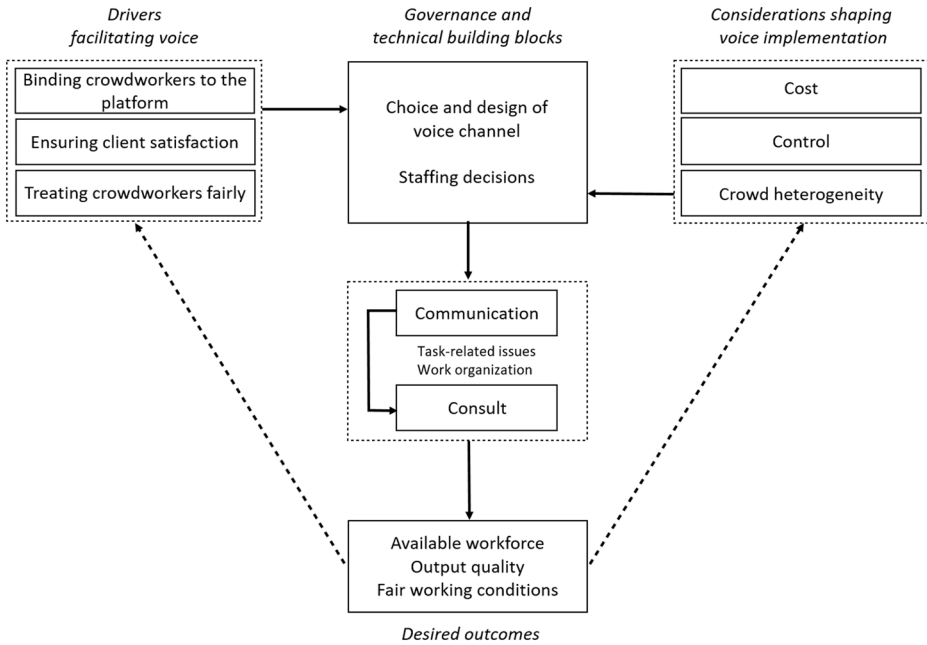 Drivers
facilitating voice
Binding crowdworkers to the
platform
Ensuring client satisfaction
Treating crowdworkers fairly
Governance and
technical building blocks
Choice and design of
voice channel
Staffing decisions
Considerations shaping
voice implementation
Cost
Control
Crowd heterogeneity
Communication
Task-related issues
Work organization
Consult
Available workforce
Output quality
Fair working conditions
Desired outcomes